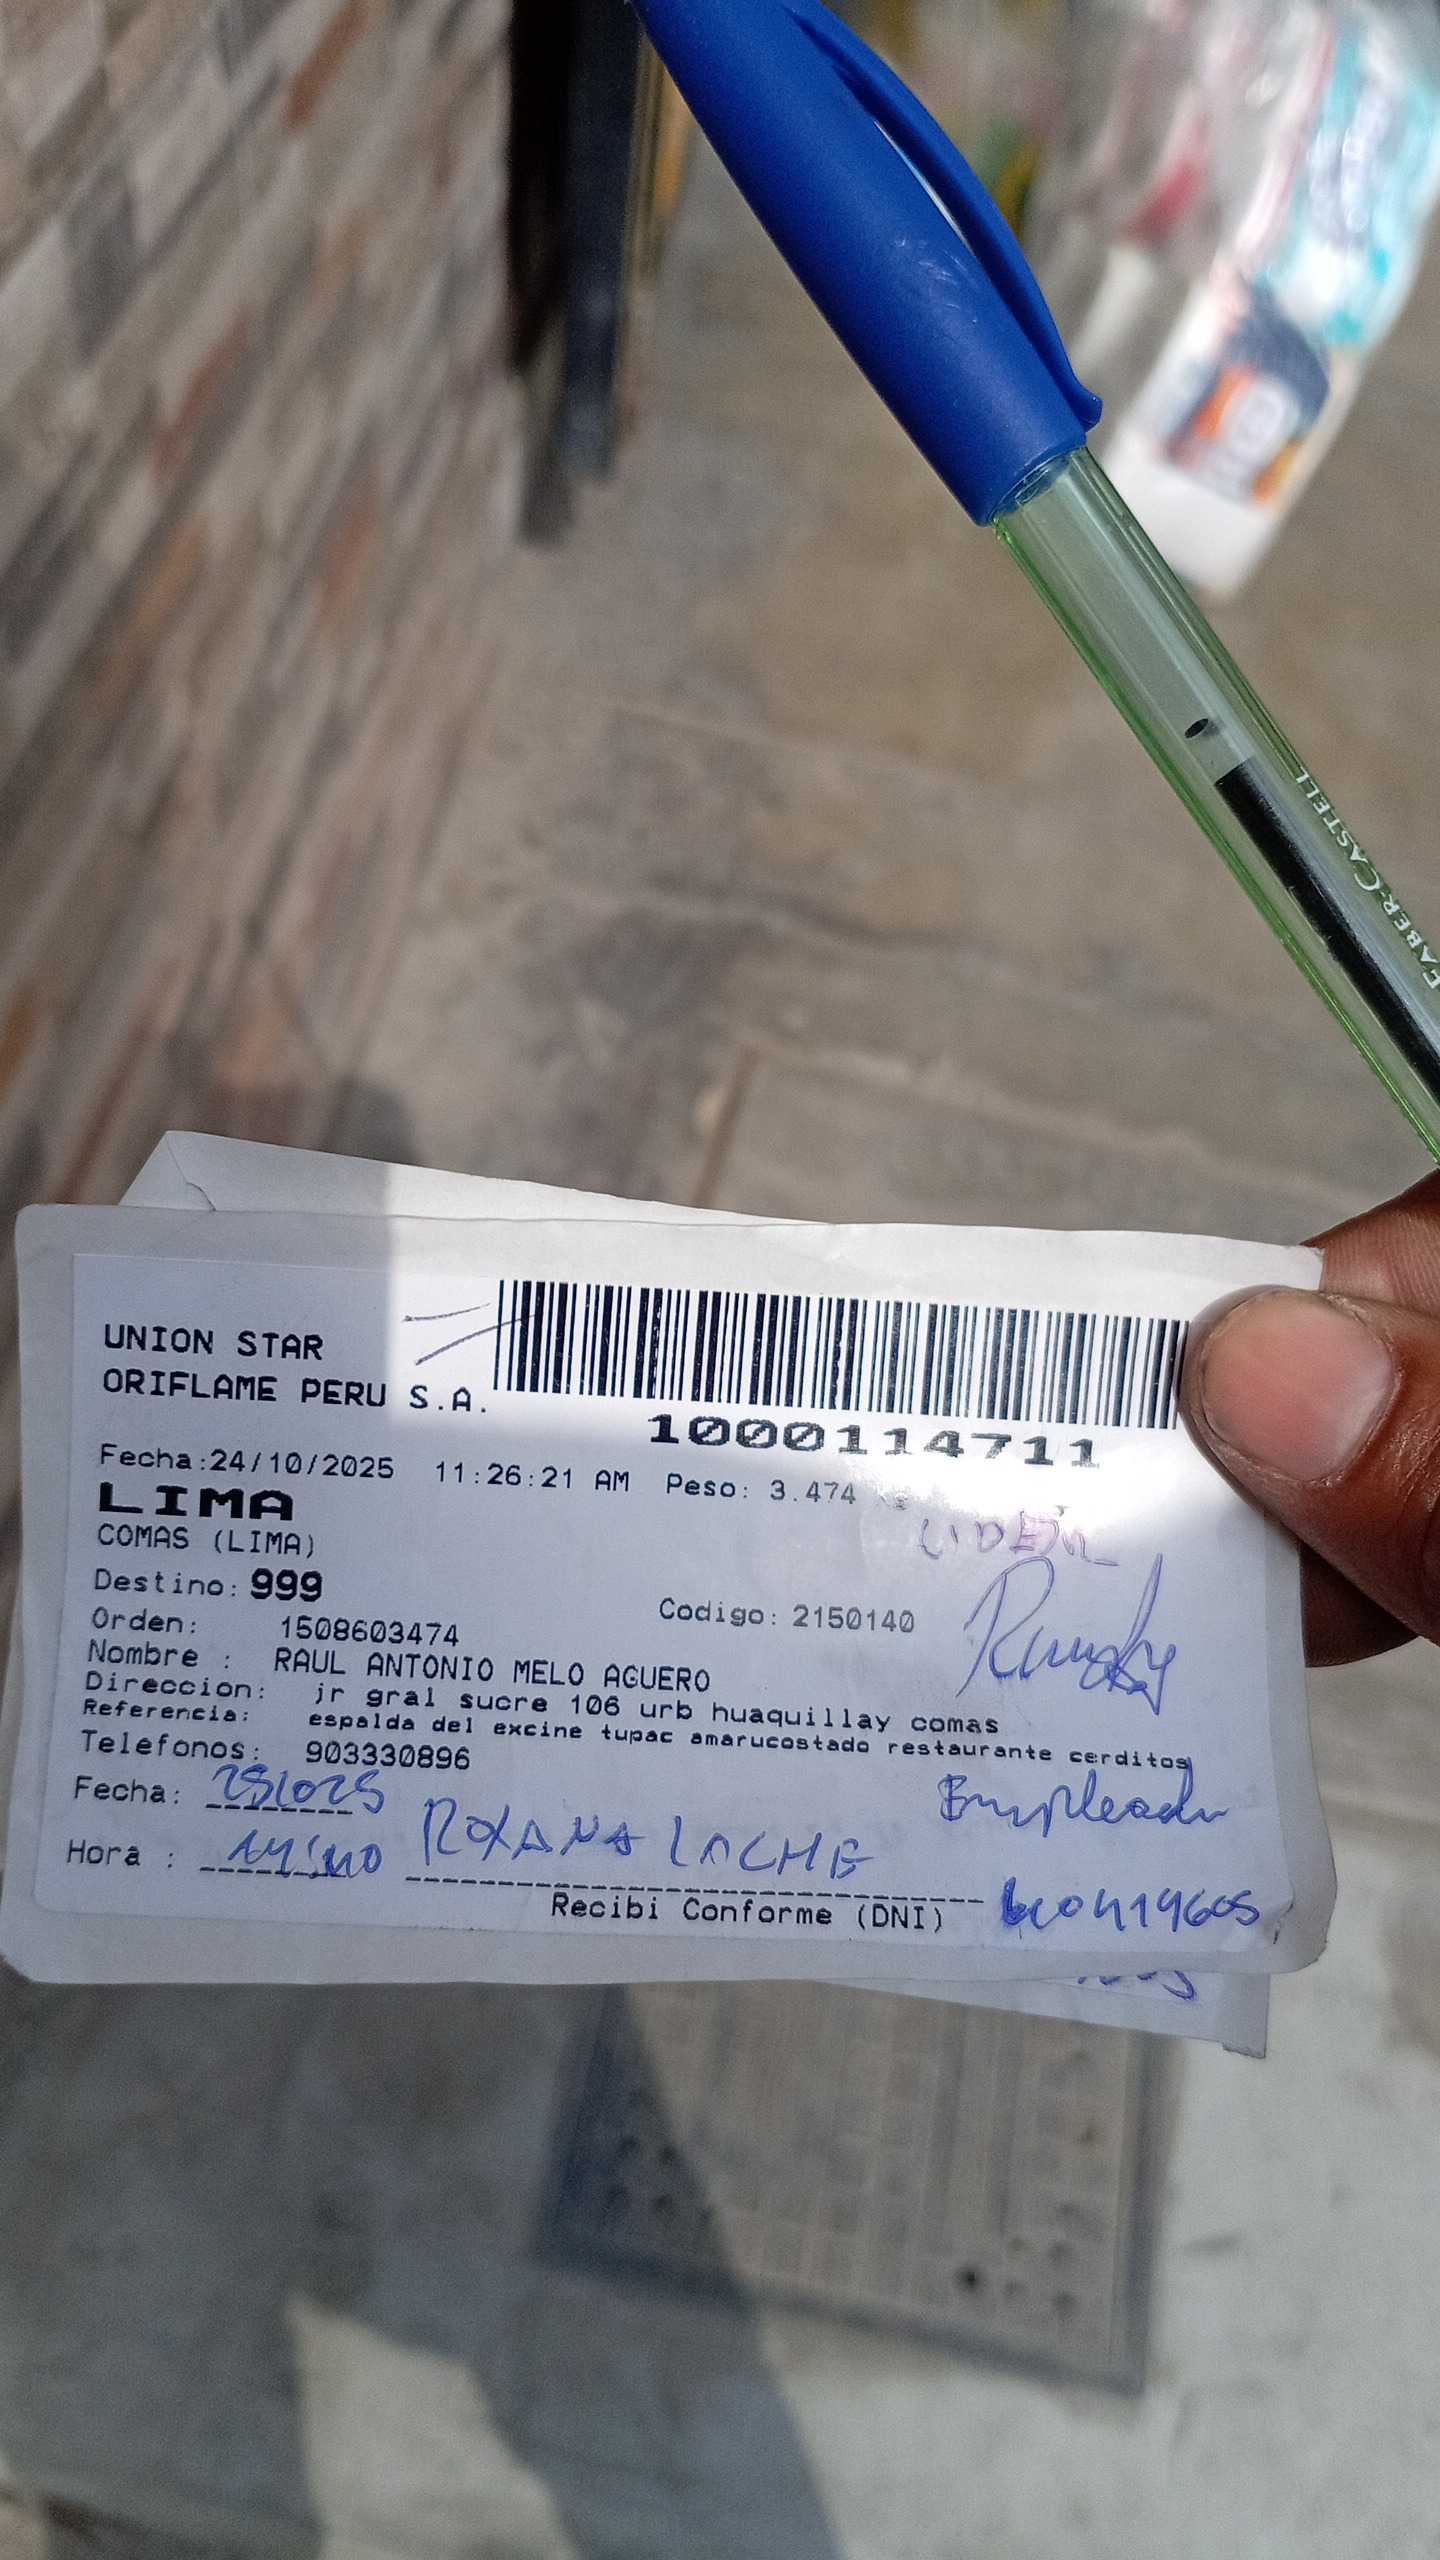 FABER-CASTELL
UNION STAR
ORIFLAME PERU S.A.
1000114711
Fecha:24/10/2025 11:26:21 AM Peso: 3.474
LIMA
COMAS (LIMA)
LIDER
Destino: 999
Orden: 1508603474 Codigo: 2150140
Nombre : RAUL ANTONIO MELO AGUERO
Direccion: jr gral sucre 106 urb huaquillay comas
Referencia: espalda del excine tupac amarucostado restaurante cerditos
Telefonos: 903330896
Fecha: 251025
Empleada
Hora :
ROXANA LACHE
Recibi Conforme (DNI)